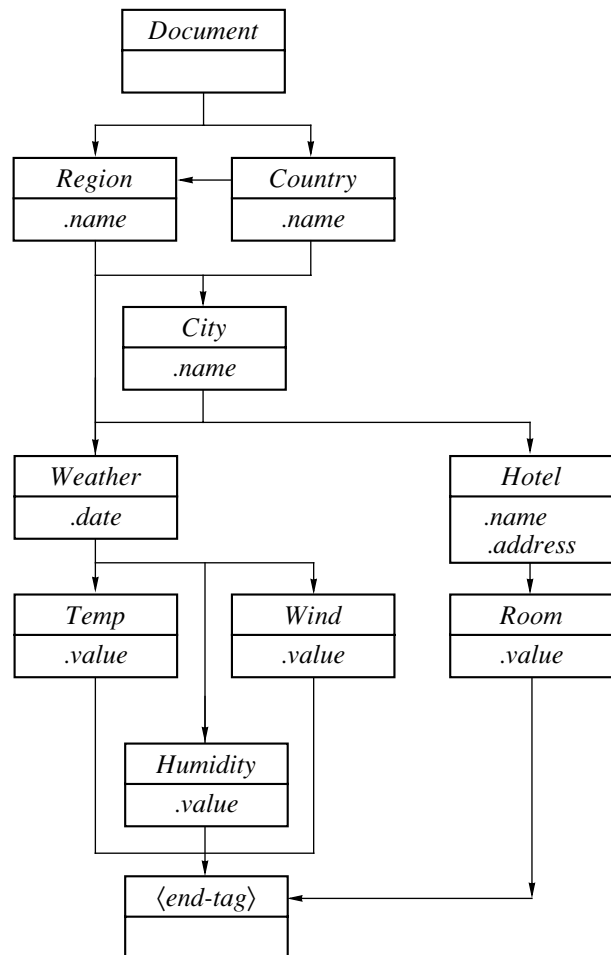 Document
Region
.name
Country
.name
City
.name
Weather
.date
Hotel
.name
.address
Temp
.value
Wind
.value
Room
.value
Humidity
.value
⟨end-tag⟩